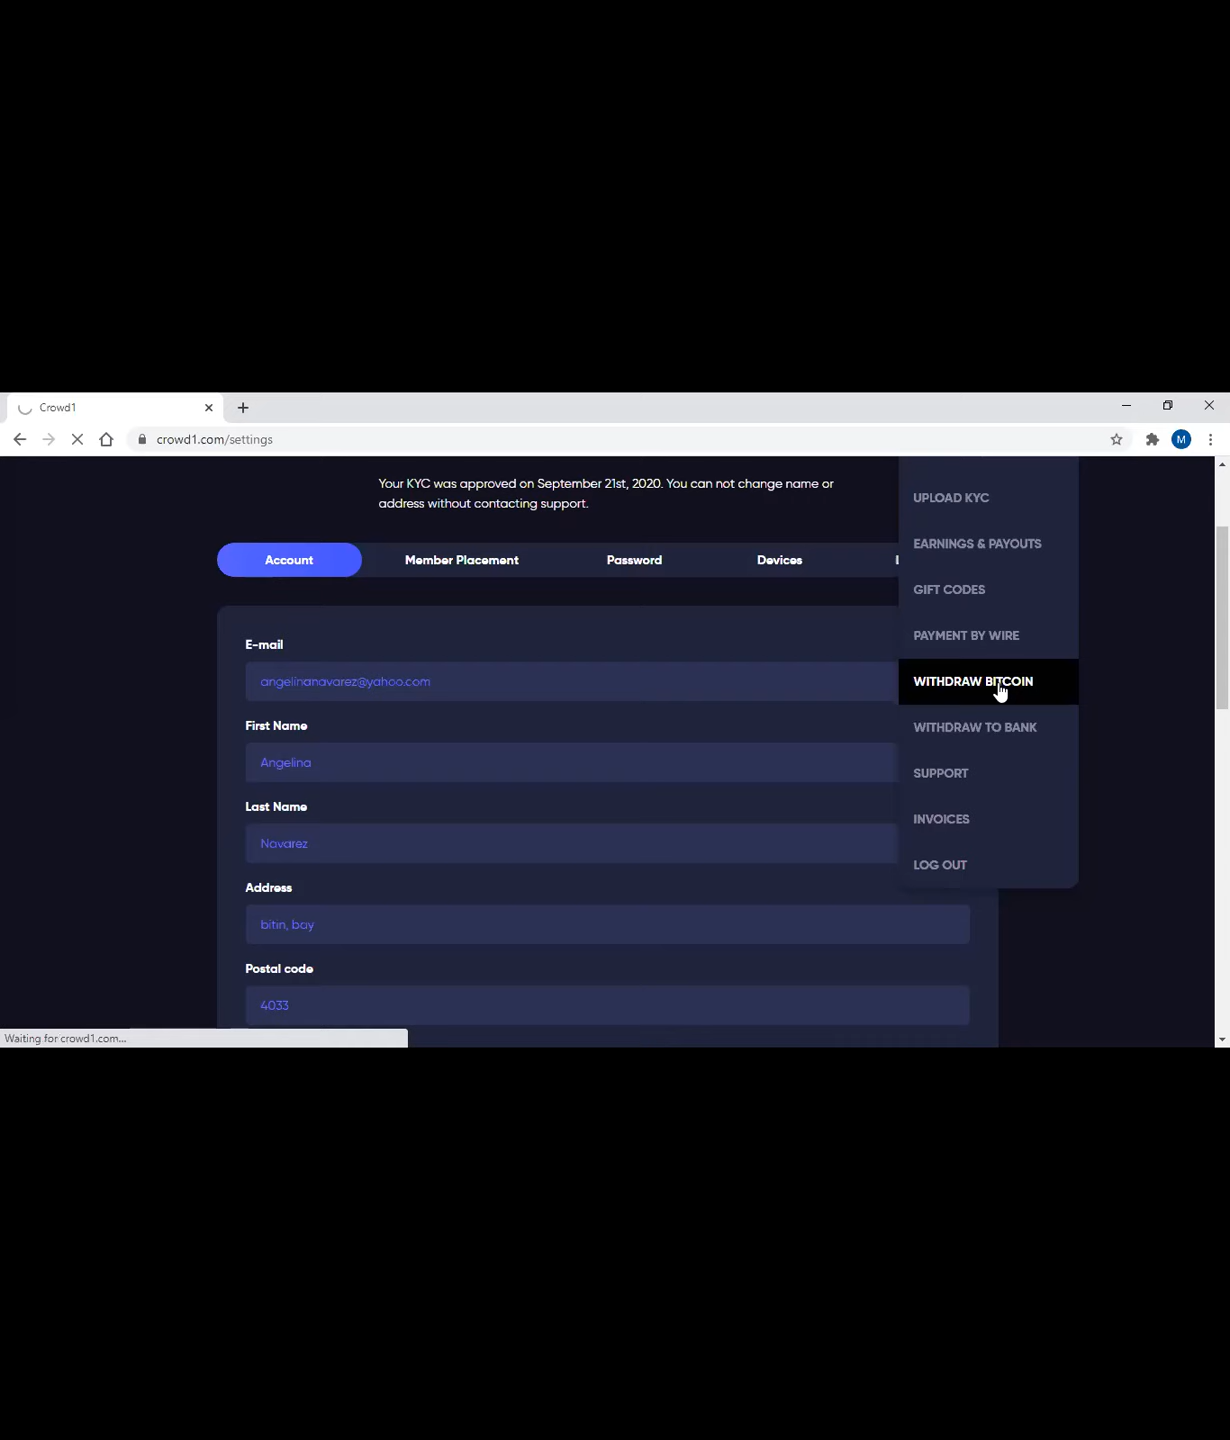 Crowd1
crowd1.com/settings
M
Your KYC was approved on September 21st, 2020. You can not change name or
address without contacting support.
Account
Member Placement
Password
Devices
UPLOAD KYC
EARNINGS & PAYOUTS
GIFT CODES
PAYMENT BY WIRE
WITHDRAW BITCOIN
WITHDRAW TO BANK
SUPPORT
INVOICES
LOG OUT
E-mail
angelinanavarez@yahoo.com
First Name
Angelina
Last Name
Navarez
Address
bitin, bay
Postal code
4033
Waiting for crowd1.com...